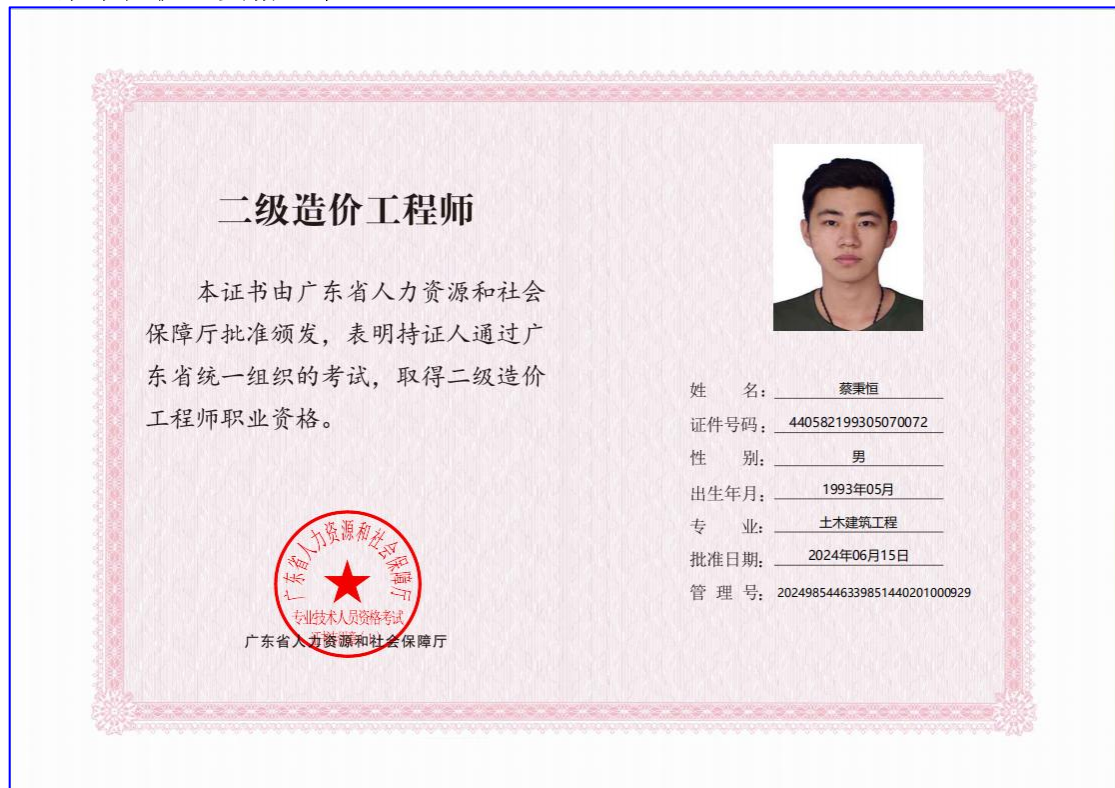 二级造价工程师
本证书由广东省人力资源和社会
保障厅批准颁发，表明持证人通过广
东省统一组织的考试，取得二级造价
工程师职业资格。
姓 名： 蔡秉恒
证件号码： 440582199305070072
性 别： 男
出生年月： 1993年05月
专 业： 土木建筑工程
批准日期： 2024年06月15日
管 理 号： 2024985446339851440201000929
广东省人力资源和社会保障厅
专业技术人员资格考试
广东省人力资源和社会保障厅